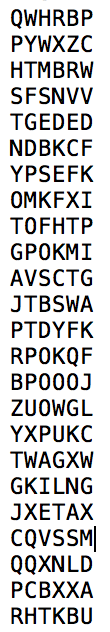 QWHRBP
PYWXZC
HTMBRW
SFSNVV
TGEDED
NDBKCF
YPSEFK
OMKFXI
TOFHTP
GPOKMI
AVSCTG
JTBSWA
PTDYFK
RPOKQF
BPOOOJ
ZUOWGL
YXPUKC
TWAGXW
GKILNG
JXETAX
CQVSSM
QQXNLD
PCBXXA
RHTKBU